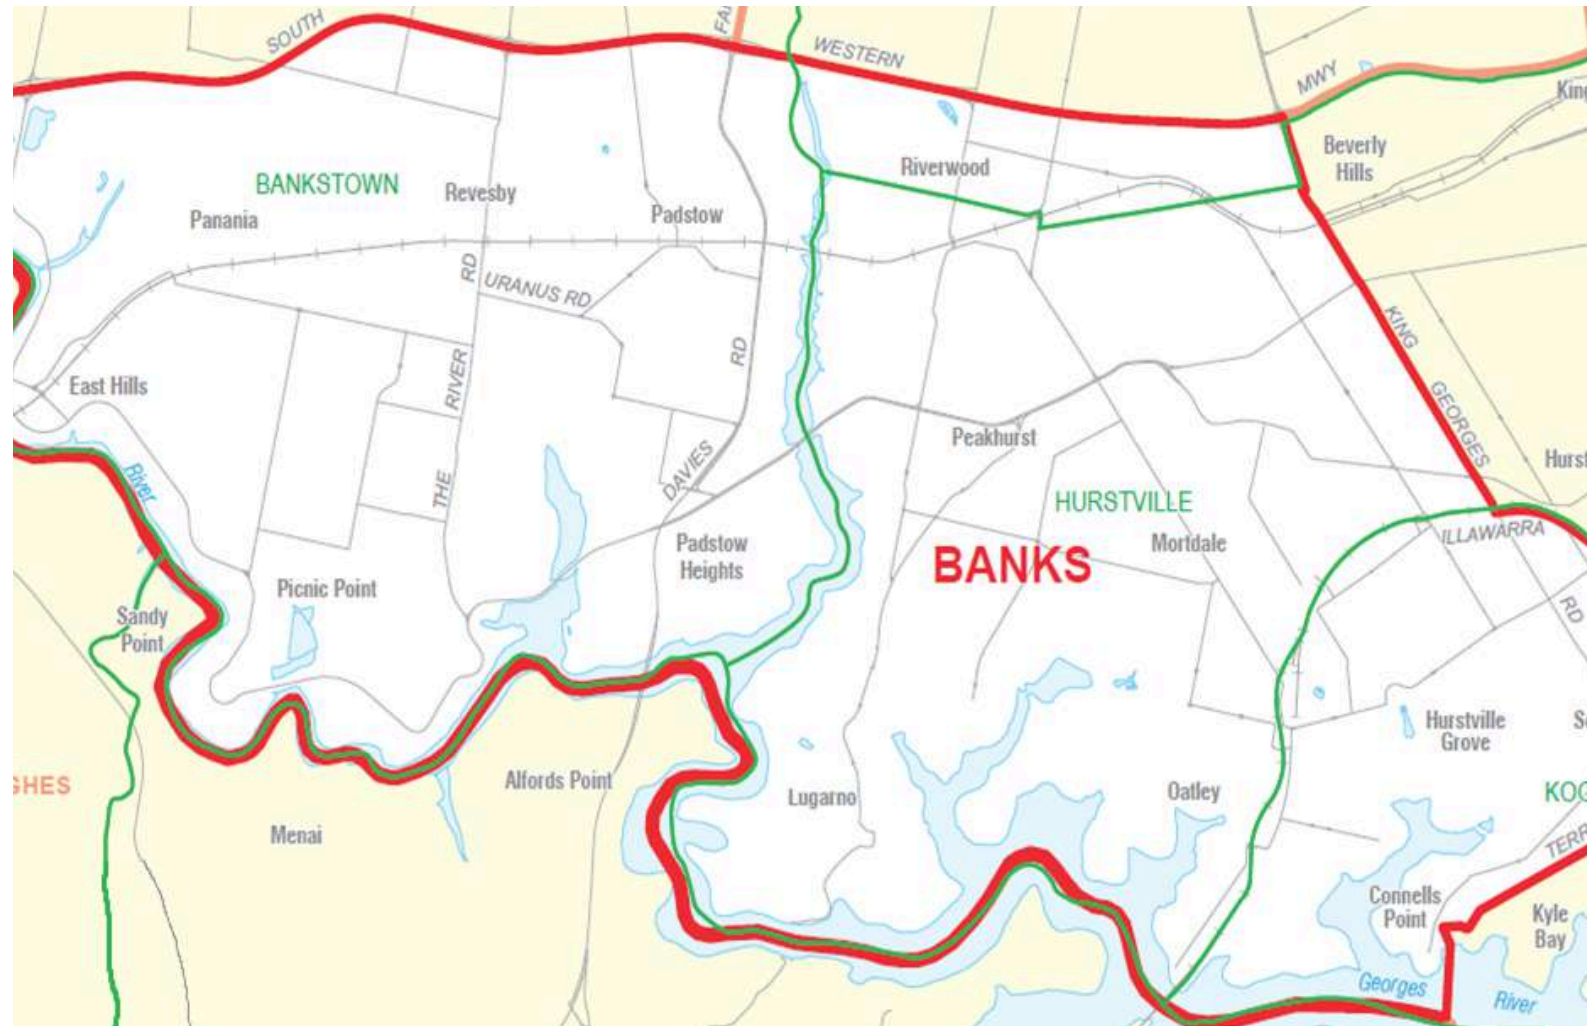 SOUTH
FAI
WESTERN
MWY
King
Beverly
Hills
Riverwood
BANKSTOWN
Revesby
Panania
Padstow
RD
URANUS RD
RD
KING
GEORGES
RIVER
East Hills
Peakhurst
DAVIES
THE
River
Hurst
HURSTVILLE
ILLAWARRA
Mortdale
BANKS
Padstow
Heights
Picnic Point
RD
Sandy
Point
Hurstville
Grove
GHES
Alfords Point
Lugarno
Oatley
KOG
Menai
TERR
Connells
Point
Kyle
Bay
Georges
River